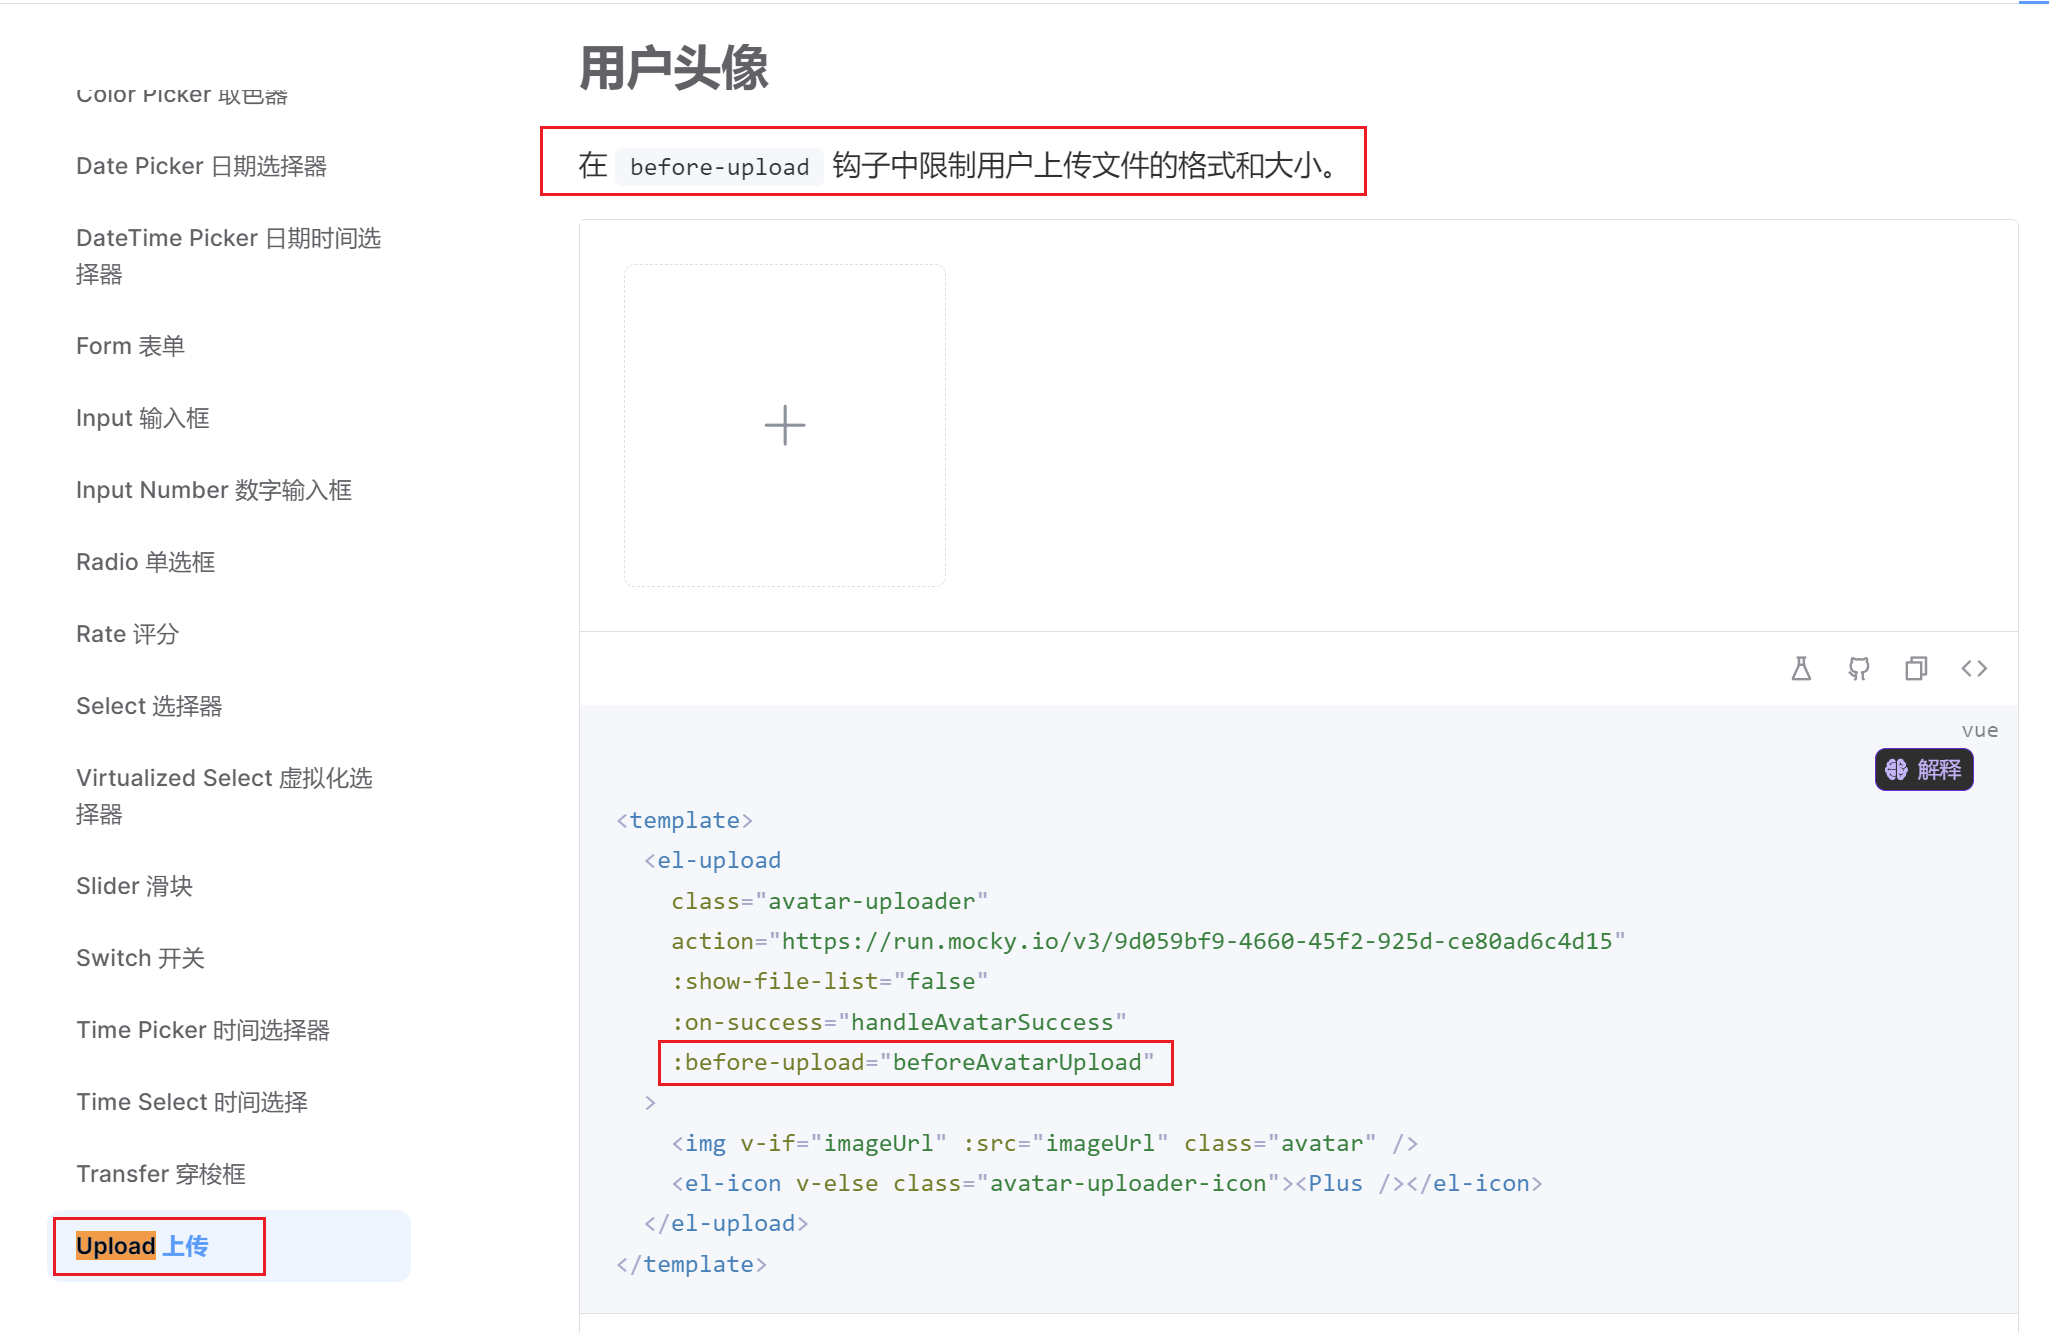 Color Picker 取色器
Date Picker 日期选择器
DateTime Picker 日期时间选
择器
Form 表单
Input 输入框
Input Number 数字输入框
Radio 单选框
Rate 评分
Select 选择器
Virtualized Select 虚拟化选
择器
Slider 滑块
Switch 开关
Time Picker 时间选择器
Time Select 时间选择
Transfer 穿梭框
Upload 上传
用户头像
在 before-upload 钩子中限制用户上传文件的格式和大小。
vue
解释
<template>
  <el-upload
    class="avatar-uploader"
    action="https://run.mocky.io/v3/9d059bf9-4660-45f2-925d-ce80ad6c4d15"
    :show-file-list="false"
    :on-success="handleAvatarSuccess"
    :before-upload="beforeAvatarUpload"
  >
    <img v-if="imageUrl" :src="imageUrl" class="avatar" />
    <el-icon v-else class="avatar-uploader-icon"><Plus /></el-icon>
  </el-upload>
</template>